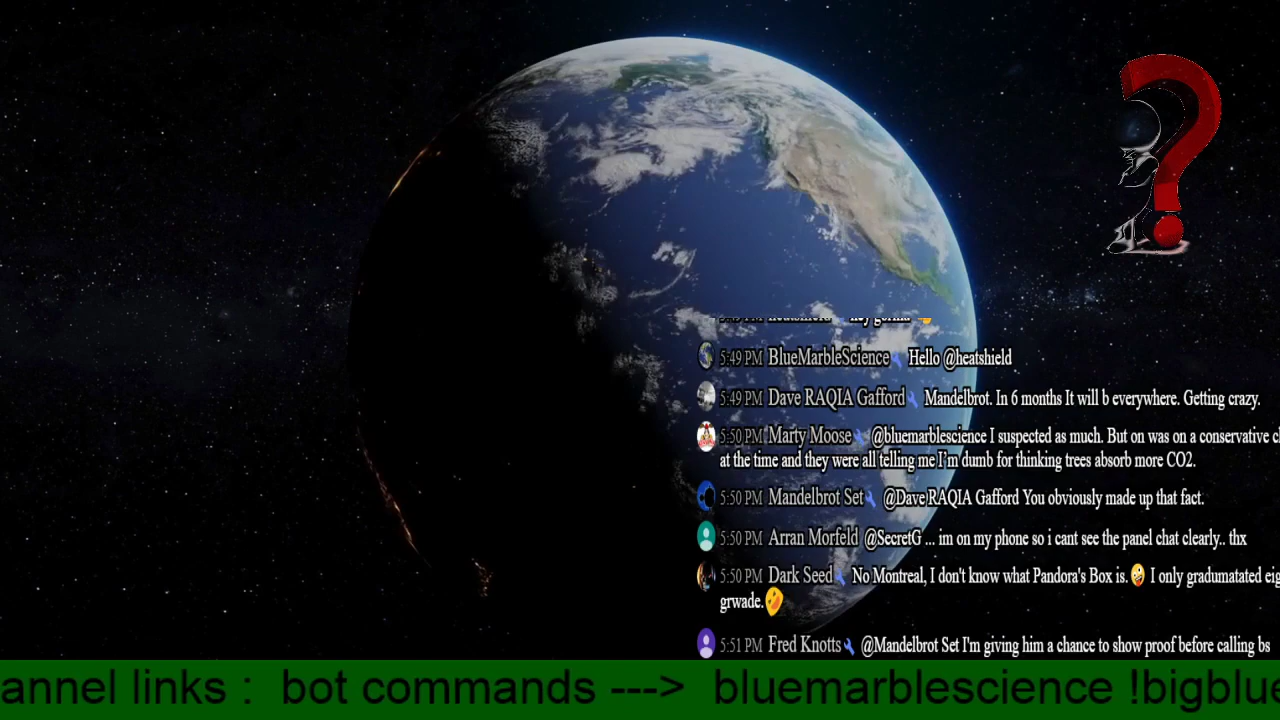 5:49 PM BlueMarbleScience Hello @heatshield
5:49 PM Dave RAQIA Gafford Mandelbrot. In 6 months It will b everywhere. Getting crazy.
5:50 PM Marty Moose @bluemarblescience I suspected as much. But on was on a conservative
at the time and they were all telling me I'm dumb for thinking trees absorb more CO2.
5:50 PM Mandelbrot Set @Dave RAQIA Gafford You obviously made up that fact.
5:50 PM Arran Morfeld @SecretG ... im on my phone so i cant see the panel chat clearly.. thx
5:50 PM Dark Seed No Montreal, I don't know what Pandora's Box is.🤪 I only gradumatated
grwade.🤪
5:51 PM Fred Knotts @Mandelbrot Set I'm giving him a chance to show proof before calling bs
annel links : bot commands ---> bluemarblescience !bigblue